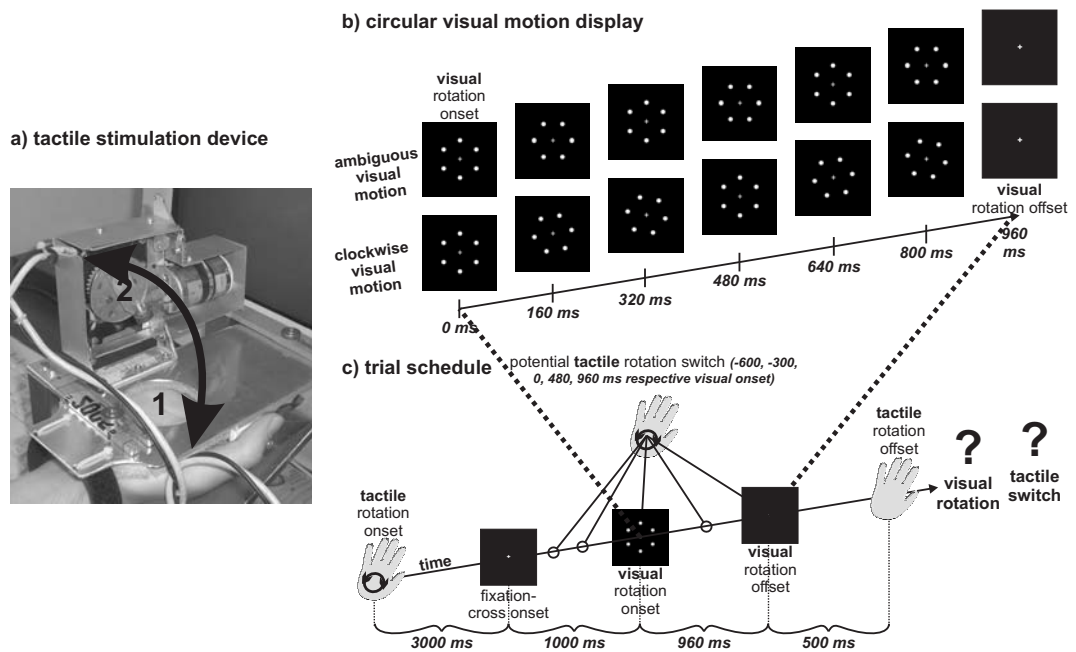 a) tactile stimulation device
2
1
b) circular visual motion display
visual
rotation
onset
ambiguous
visual
motion
clockwise
visual
motion
visual
rotation offset
0 ms
160 ms
320 ms
480 ms
640 ms
800 ms
960
ms
c) trial schedule
potential tactile rotation switch (-600, -300,
0, 480, 960 ms respective visual onset)
tactile
rotation
onset
time
fixation-
cross onset
visual
rotation
onset
visual
rotation
offset
tactile
rotation
offset
?
visual
rotation
?
tactile
switch
3000 ms
1000 ms
960 ms
500 ms